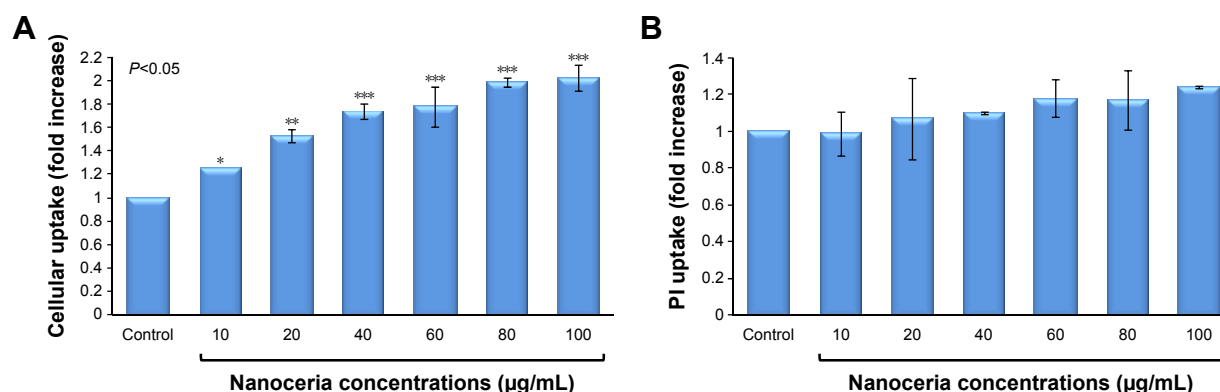 A
Cellular uptake (fold increase)
2.2
2
1.8
1.6
1.4
1.2
1
0.8
0.6
0.4
0.2
0
P<0.05
*
**
***
***
***
***
Control 10 20 40 60 80 100
Nanoceria concentrations (µg/mL)
B
PI uptake (fold increase)
1.4
1.2
1
0.8
0.6
0.4
0.2
0
Control 10 20 40 60 80 100
Nanoceria concentrations (µg/mL)